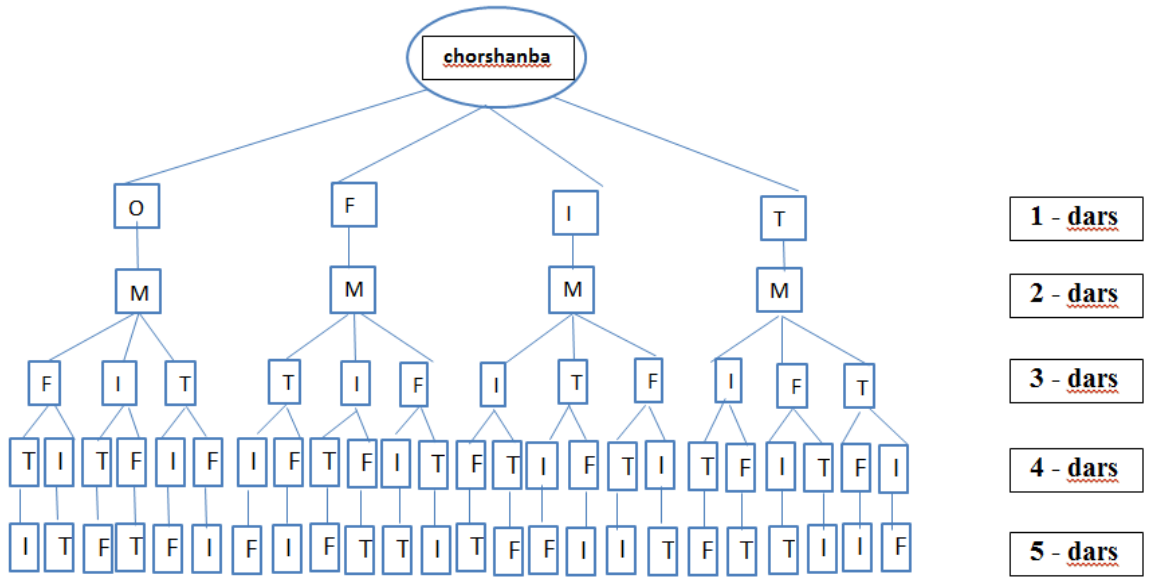 chorshanba
O F I T 1 - dars
M M M M 2 - dars
F I T T I F I T F I F T 3 - dars
T I T F I F I F T F I T F T I F T I T F I T F I 4 - dars
I T F T F I F I F T T I T F F I I T F T T I I F 5 - dars